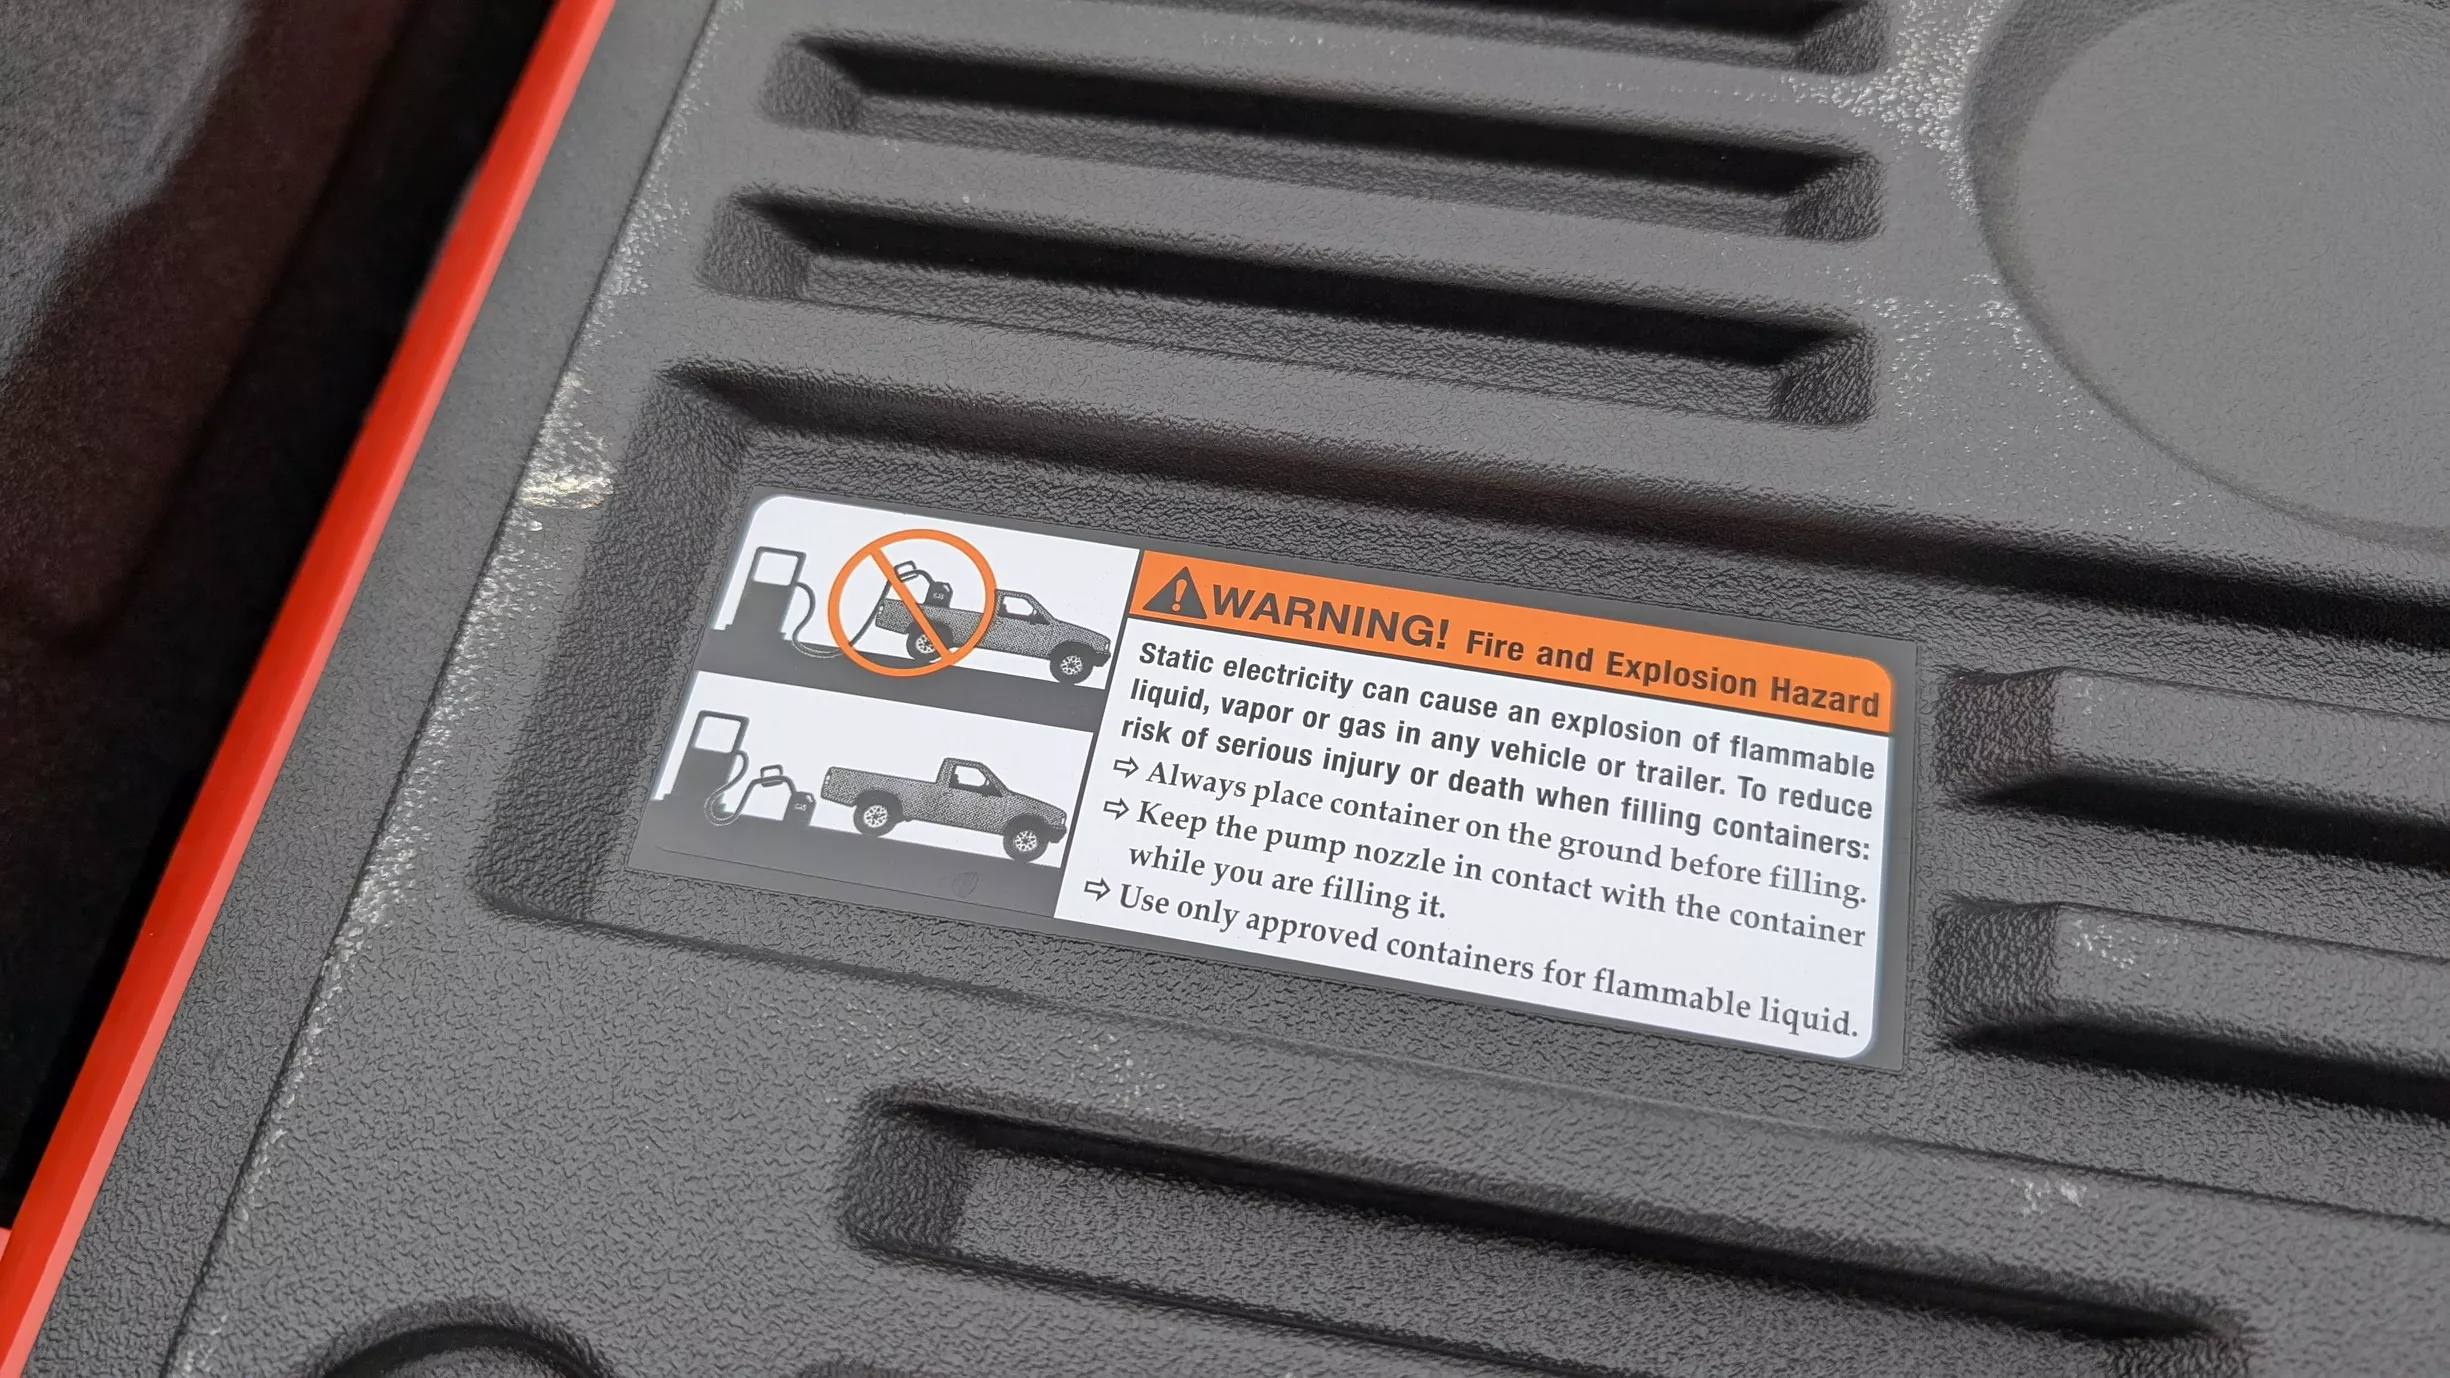 WARNING! Fire and Explosion Hazard
Static electricity can cause an explosion of flammable
liquid, vapor or gas in any vehicle or trailer. To reduce
risk of serious injury or death when filling containers:
⇨ Always place container on the ground before filling.
⇨ Keep the pump nozzle in contact with the container
while you are filling it.
⇨ Use only approved containers for flammable liquid.